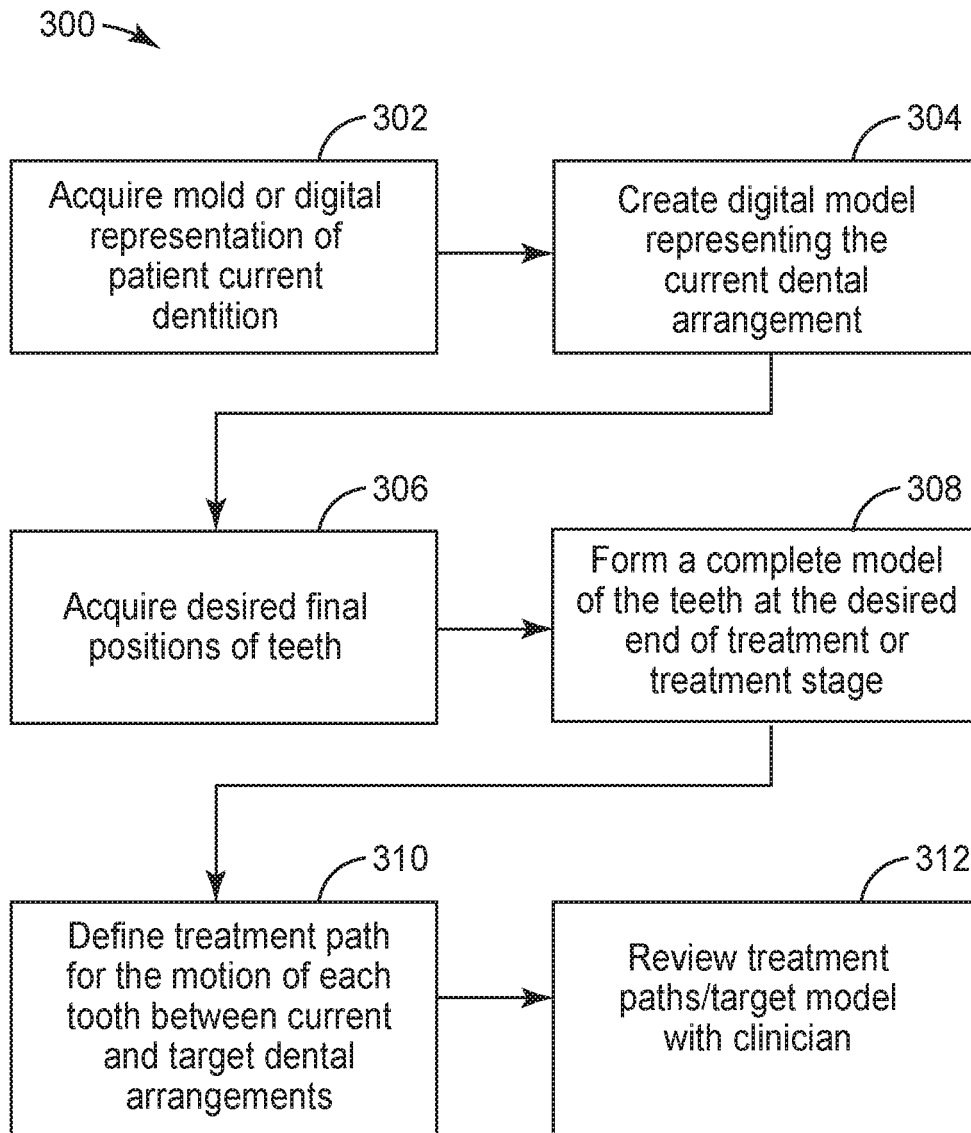 300
302
Acquire mold or digital
representation of
patient current
dentition
304
Create digital model
representing the
current dental
arrangement
306
Acquire desired final
positions of teeth
308
Form a complete model
of the teeth at the desired
end of treatment or
treatment stage
310
Define treatment path
for the motion of each
tooth between current
and target dental
arrangements
312
Review treatment
paths/target model
with clinician